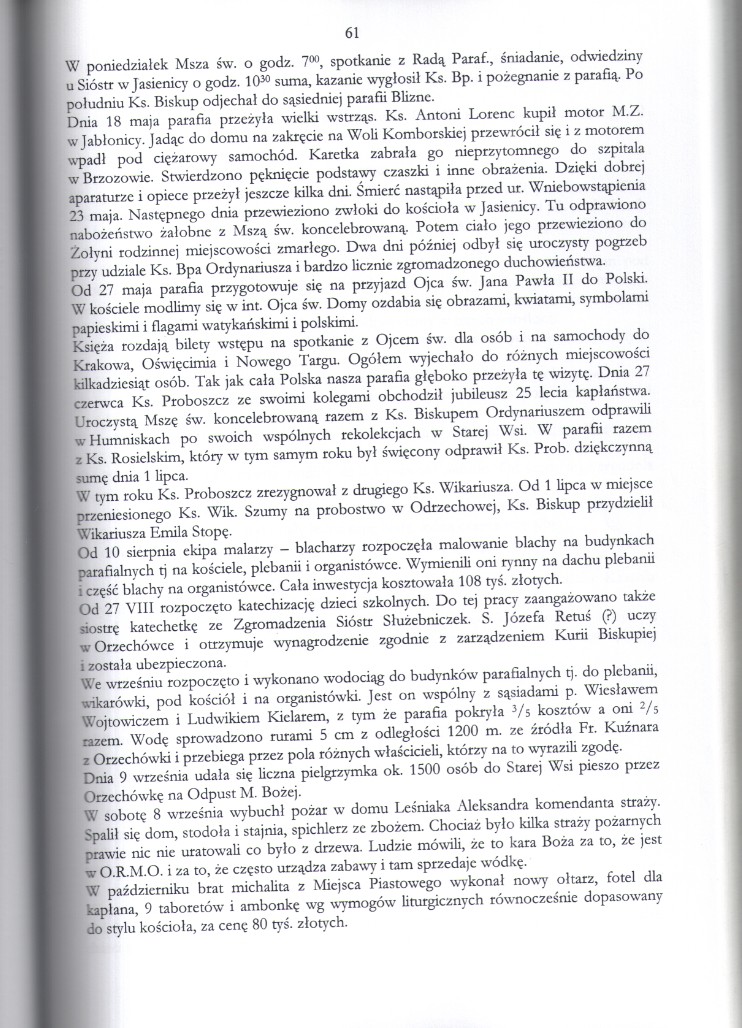 61
W poniedziałek Msza św. o godz. 7⁰⁰, spotkanie z Radą Paraf., śniadanie, odwiedziny
u Sióstr w Jasienicy o godz. 10³⁰ suma, kazanie wygłosił Ks. Bp. i pożegnanie z parafią. Po
południu Ks. Biskup odjechał do sąsiedniej parafii Blizne.
Dnia 18 maja parafia przeżyła wielki wstrząs. Ks. Antoni Lorenc kupił motor M.Z.
w Jabłonicy. Jadąc do domu na zakręcie na Woli Komborskiej przewrócił się i z motorem
wpadł pod ciężarowy samochód. Karetka zabrała go nieprzytomnego do szpitala
w Brzozowie. Stwierdzono pęknięcie podstawy czaszki i inne obrażenia. Dzięki dobrej
aparaturze i opiece przeżył jeszcze kilka dni. Śmierć nastąpiła przed ur. Wniebowstąpienia
23 maja. Następnego dnia przewieziono zwłoki do kościoła w Jasienicy. Tu odprawiono
nabożeństwo żałobne z Mszą św. koncelebrowaną. Potem ciało jego przewieziono do
Żołyni rodzinnej miejscowości zmarłego. Dwa dni później odbył się uroczysty pogrzeb
przy udziale Ks. Bpa Ordynariusza i bardzo licznie zgromadzonego duchowieństwa.
Od 27 maja parafia przygotowuje się na przyjazd Ojca św. Jana Pawła II do Polski.
W kościele modlimy się w int. Ojca św. Domy ozdabia się obrazami, kwiatami, symbolami
papieskimi i flagami watykańskimi i polskimi.
Księża rozdają bilety wstępu na spotkanie z Ojcem św. dla osób i na samochody do
Krakowa, Oświęcimia i Nowego Targu. Ogółem wyjechało do różnych miejscowości
kilkadziesiąt osób. Tak jak cała Polska nasza parafia głęboko przeżyła tę wizytę. Dnia 27
czerwca Ks. Proboszcz ze swoimi kolegami obchodził jubileusz 25 lecia kapłaństwa.
Uroczystą Mszę św. koncelebrowaną razem z Ks. Biskupem Ordynariuszem odprawili
w Humniskach po swoich wspólnych rekolekcjach w Starej Wsi. W parafii razem
z Ks. Rosielskim, który w tym samym roku był święcony odprawił Ks. Prob. dziękczynną
sumę dnia 1 lipca.
W tym roku Ks. Proboszcz zrezygnował z drugiego Ks. Wikariusza. Od 1 lipca w miejsce
przeniesionego Ks. Wik. Szumy na probostwo w Odrzechowej, Ks. Biskup przydzielił
Wikariusza Emila Stopę.
Od 10 sierpnia ekipa malarzy – blacharzy rozpoczęła malowanie blachy na budynkach
parafialnych tj na kościele, plebanii i organistówce. Wymienili oni rynny na dachu plebanii
i część blachy na organistówce. Cała inwestycja kosztowała 108 tyś. złotych.
Od 27 VIII rozpoczęto katechizację dzieci szkolnych. Do tej pracy zaangażowano także
siostrę katechetkę ze Zgromadzenia Sióstr Służebniczek. S. Józefa Retuś (?) uczy
w Orzechówce i otrzymuje wynagrodzenie zgodnie z zarządzeniem Kurii Biskupiej
i została ubezpieczona.
We wrześniu rozpoczęto i wykonano wodociąg do budynków parafialnych tj. do plebanii,
wikarówki, pod kościół i na organistówki. Jest on wspólny z sąsiadami p. Wiesławem
Wojtowiczem i Ludwikiem Kielarem, z tym że parafia pokryła ³/₅ kosztów a oni ²/₅
razem. Wodę sprowadzono rurami 5 cm z odległości 1200 m. ze źródła Fr. Kuźnara
z Orzechówki i przebiega przez pola różnych właścicieli, którzy na to wyrazili zgodę.
Dnia 9 września udała się liczna pielgrzymka ok. 1500 osób do Starej Wsi pieszo przez
Orzechówkę na Odpust M. Bożej.
W sobotę 8 września wybuchł pożar w domu Leśniaka Aleksandra komendanta straży.
Spalił się dom, stodoła i stajnia, spichlerz ze zbożem. Chociaż było kilka straży pożarnych
prawie nic nie uratowali co było z drzewa. Ludzie mówili, że to kara Boża za to, że jest
w O.R.M.O. i za to, że często urządza zabawy i tam sprzedaje wódkę.
W październiku brat michalita z Miejsca Piastowego wykonał nowy ołtarz, fotel dla
kapłana, 9 taboretów i ambonkę wg wymogów liturgicznych równocześnie dopasowany
do stylu kościoła, za cenę 80 tyś. złotych.